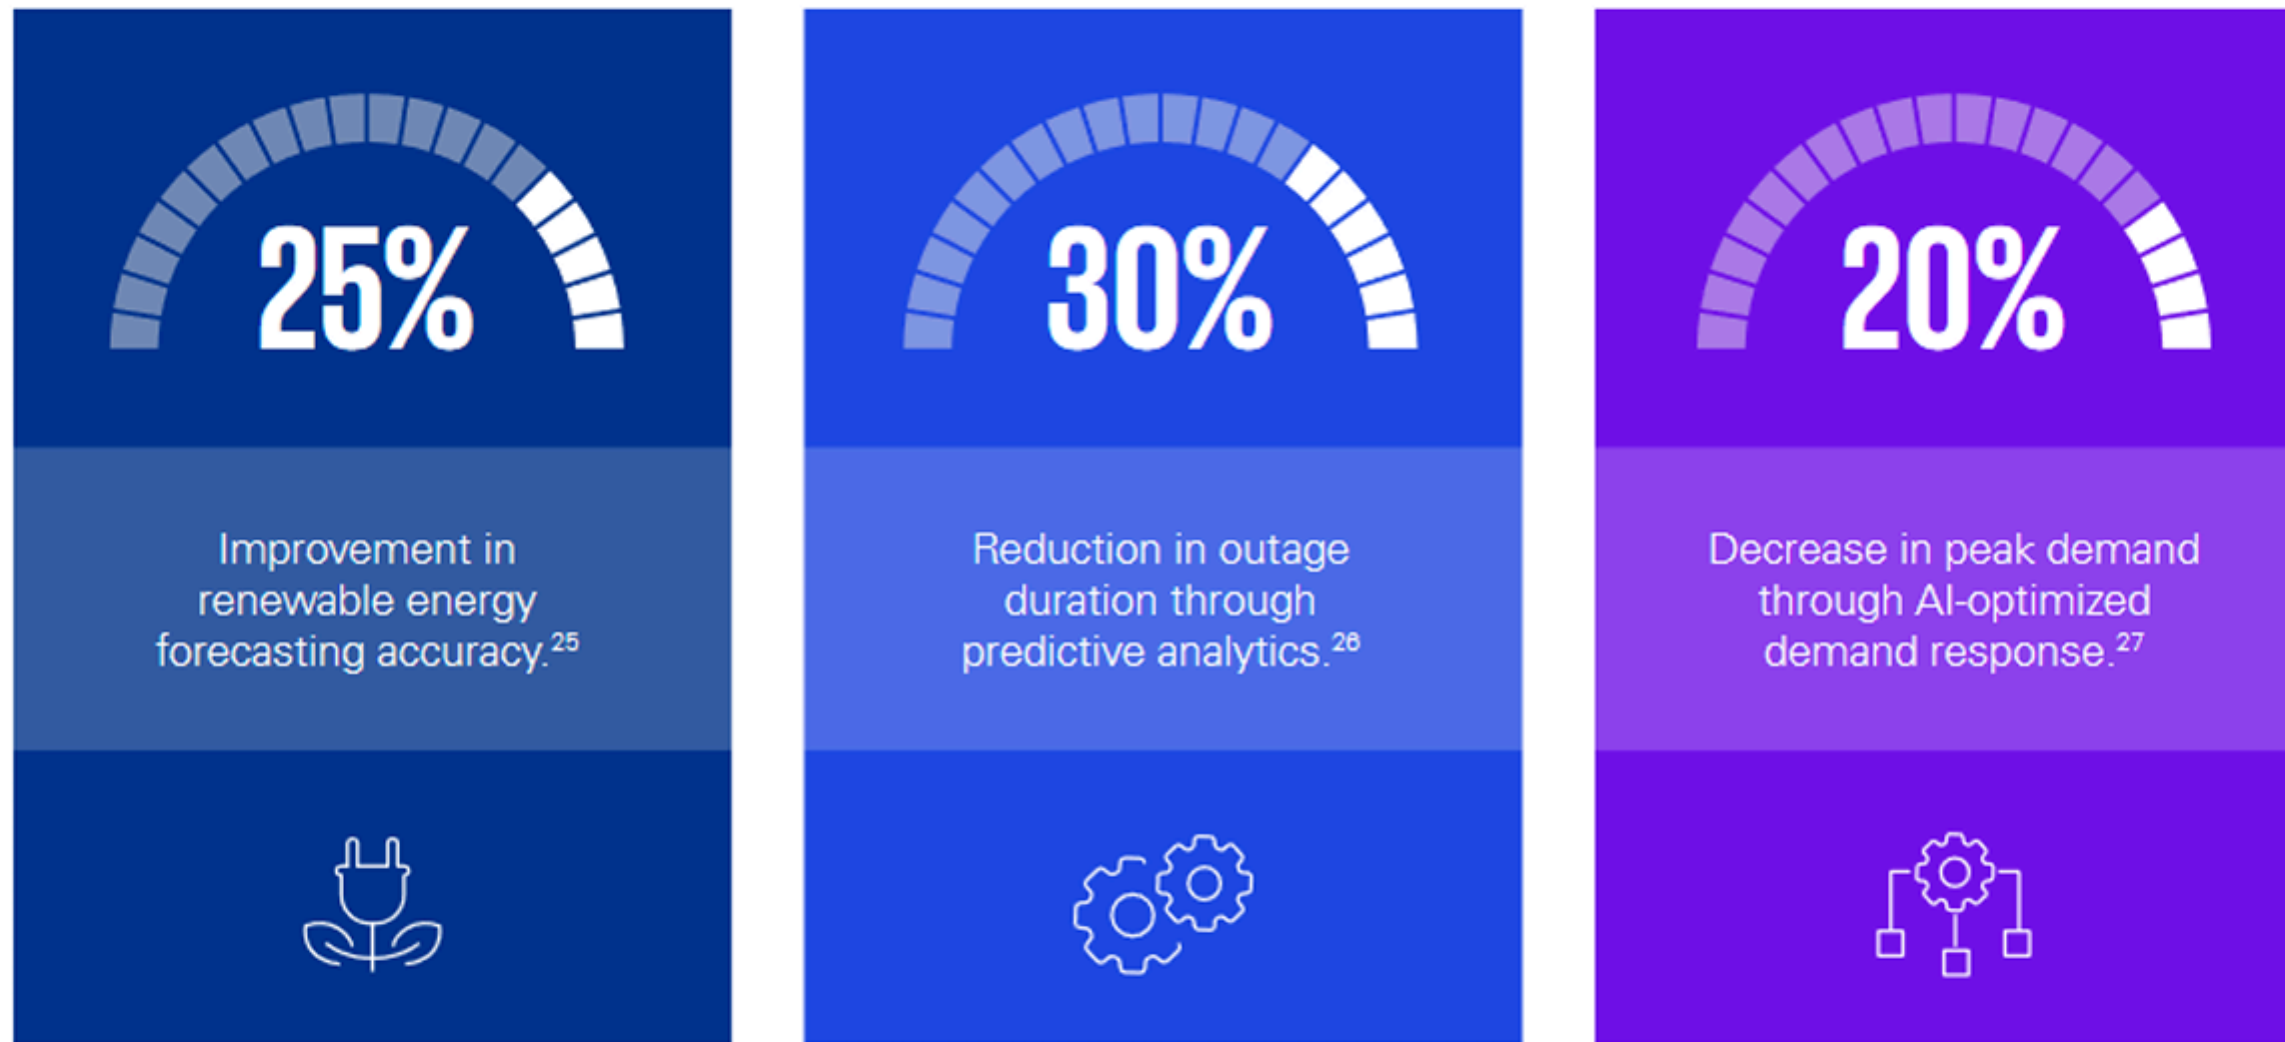 25%
Improvement in
renewable energy
forecasting accuracy.25
30%
Reduction in outage
duration through
predictive analytics.26
20%
Decrease in peak demand
through AI-optimized
demand response.27